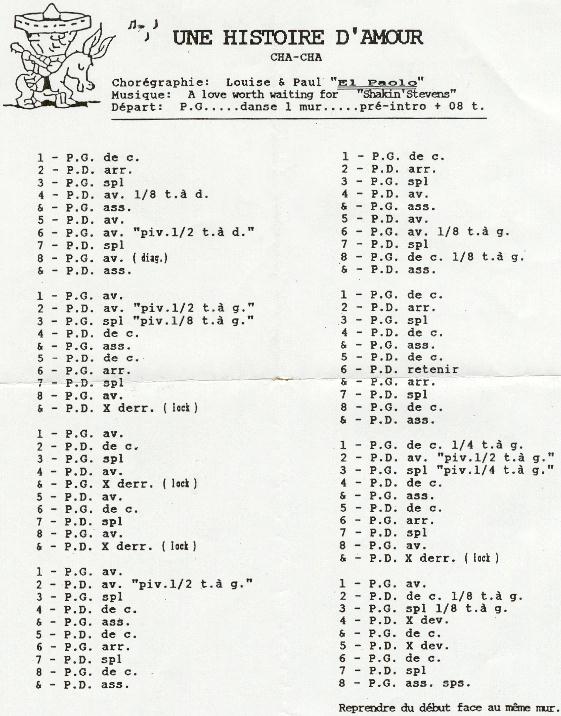 UNE HISTOIRE D'AMOUR
CHA-CHA
Chorégraphie: Louise & Paul "El Paolo"
Musique: A love worth waiting for "Shakin'Stevens"
Départ: P.G.....danse 1 mur.....pré-intro + 08 t.
1 - P.G. de c.
2 - P.D. arr.
3 - P.G. spl
4 - P.D. av. 1/8 t.à d.
& - P.G. ass.
5 - P.D. av.
6 - P.G. av. "piv.1/2 t.à d."
7 - P.D. spl
8 - P.G. av. (diag.)
& - P.D. ass.
1 - P.G. av.
2 - P.D. av. "piv.1/2 t.à g."
3 - P.G. spl "piv.1/8 t.à g."
4 - P.D. de c.
& - P.G. ass.
5 - P.D. de c.
6 - P.G. arr.
7 - P.D. spl
8 - P.G. av.
& - P.D. X derr. (lock)
1 - P.G. av.
2 - P.D. de c.
3 - P.G. spl
4 - P.D. av.
& - P.G. X derr. (lock)
5 - P.D. av.
6 - P.G. de c.
7 - P.D. spl
8 - P.G. av.
& - P.D. X derr. (lock)
1 - P.G. av.
2 - P.D. av. "piv.1/2 t.à g."
3 - P.G. spl
4 - P.D. de c.
& - P.G. ass.
5 - P.D. de c.
6 - P.G. arr.
7 - P.D. spl
8 - P.G. de c.
& - P.D. ass.
1 - P.G. de c.
2 - P.D. arr.
3 - P.G. spl
4 - P.D. av.
& - P.G. ass.
5 - P.D. av.
6 - P.G. av. 1/8 t.à g.
7 - P.D. spl
8 - P.G. de c. 1/8 t.à g.
& - P.D. ass.
1 - P.G. de c.
2 - P.D. arr.
3 - P.G. spl
4 - P.D. de c.
& - P.G. ass.
5 - P.D. de c.
6 - P.D. retenir
& - P.G. arr.
7 - P.D. spl
8 - P.G. de c.
& - P.D. ass.
1 - P.G. de c. 1/4 t.à g.
2 - P.D. av. "piv.1/2 t.à g."
3 - P.G. spl "piv.1/4 t.à g."
4 - P.D. de c.
& - P.G. ass.
5 - P.D. de c.
6 - P.G. arr.
7 - P.D. spl
8 - P.G. av.
& - P.D. X derr. (lock)
1 - P.G. av.
2 - P.D. de c. 1/8 t.à g.
3 - P.G. spl 1/8 t.à g.
4 - P.D. X dev.
& - P.G. de c.
5 - P.D. X dev.
6 - P.G. de c.
7 - P.D. spl
8 - P.G. ass. sps.
Reprendre du début face au même mur.